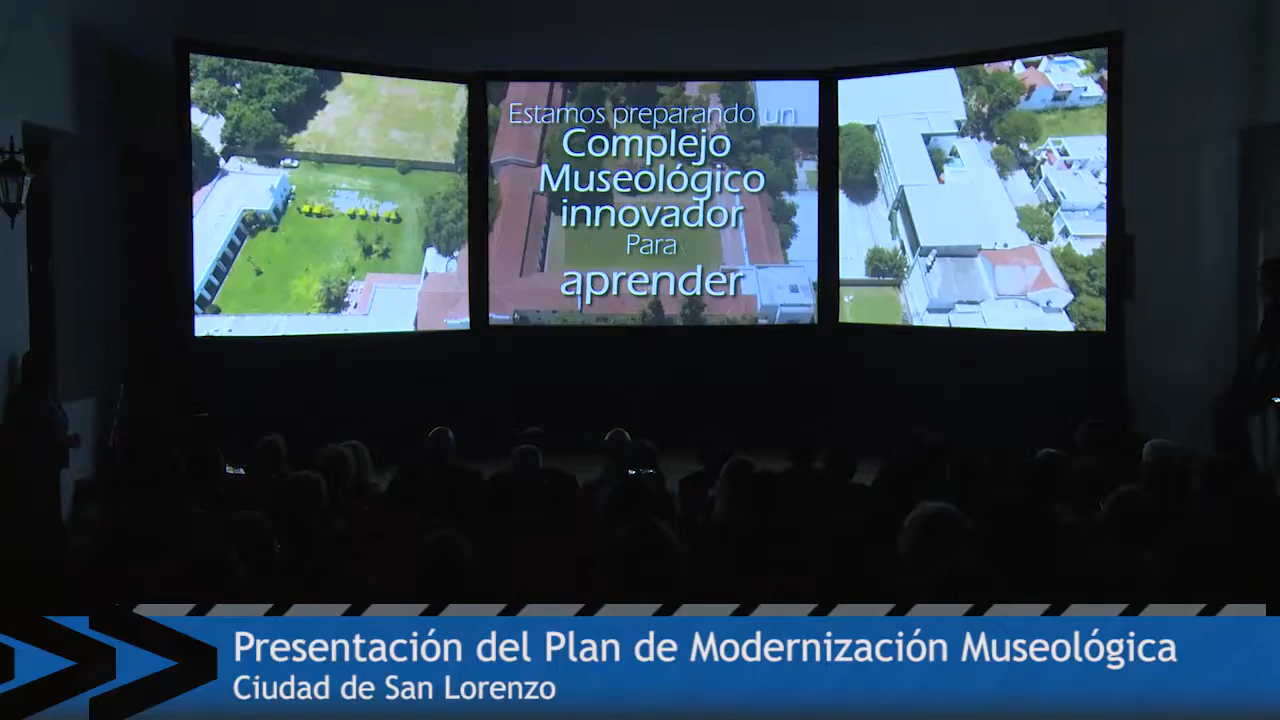 Estamos preparando un
Complejo
Museológico
innovador
Para
aprender
Presentación del Plan de Modernización Museológica
Ciudad de San Lorenzo